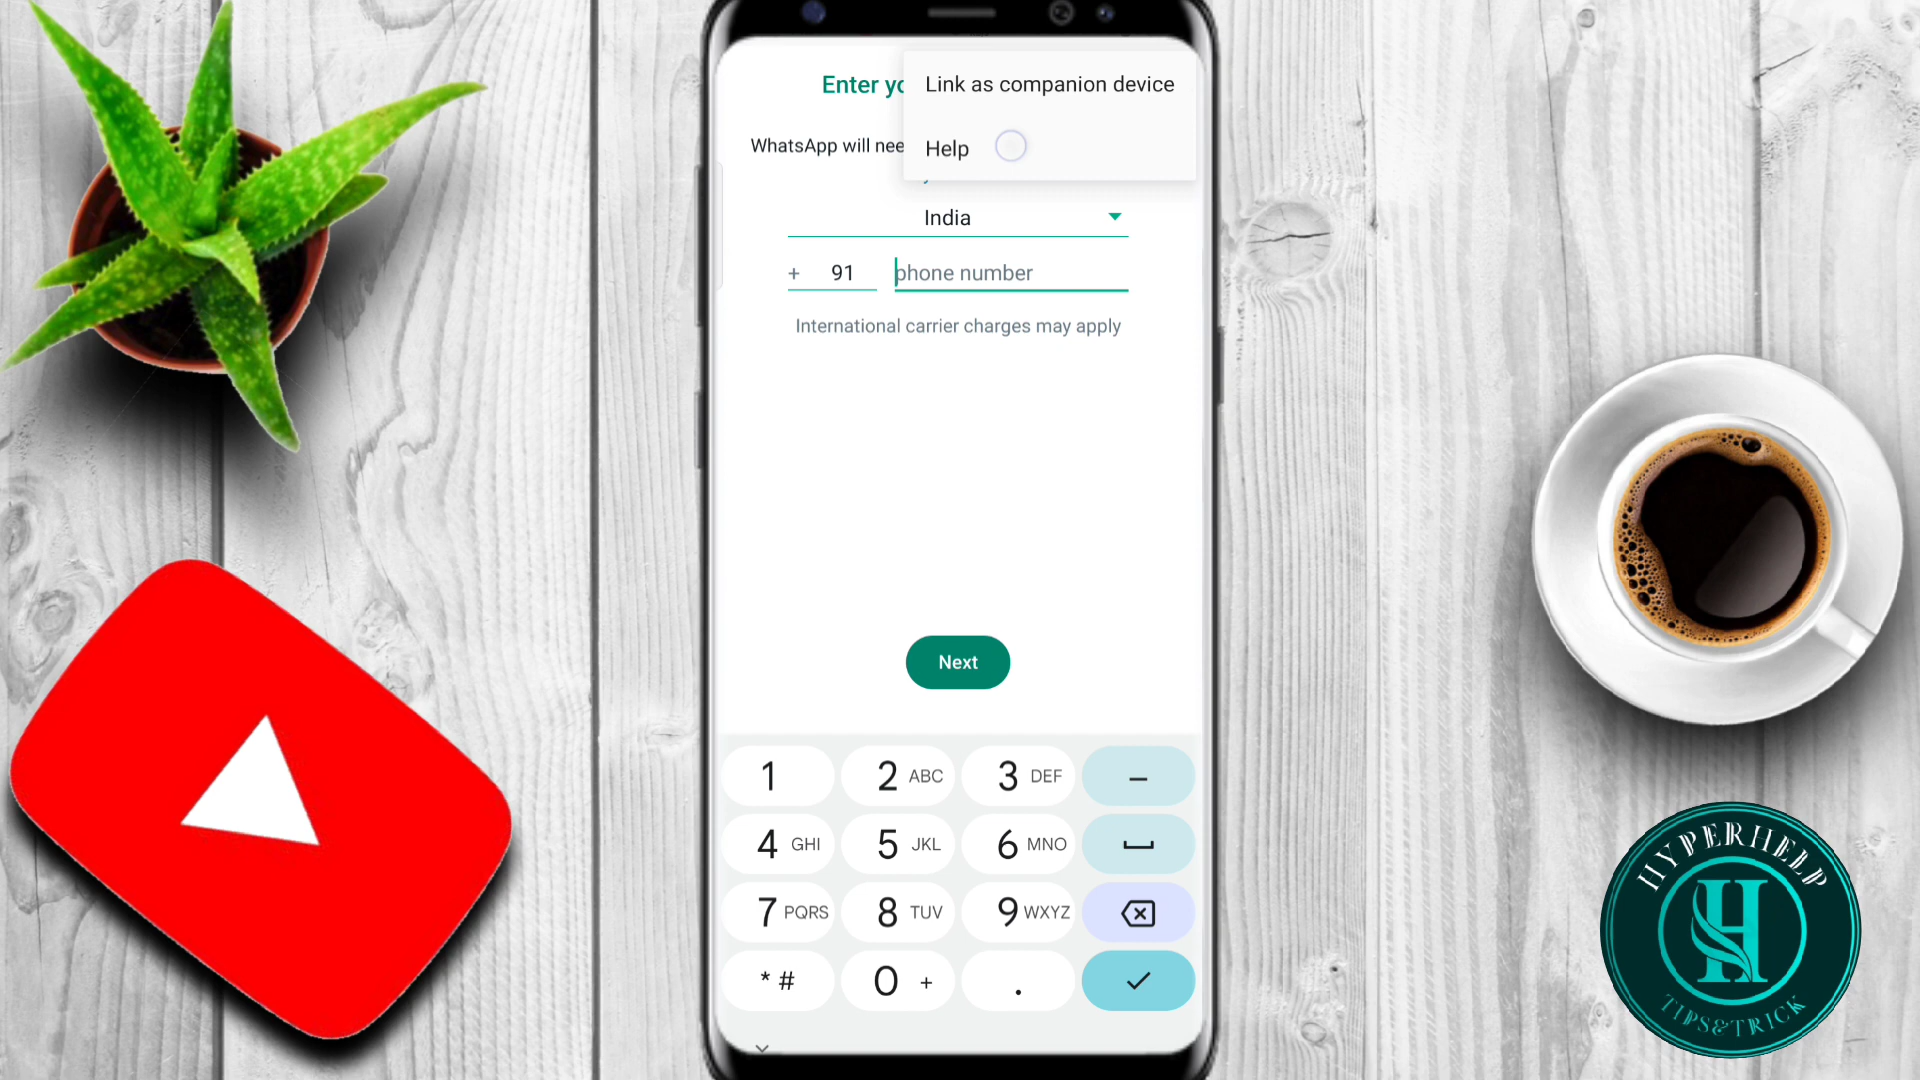 Enter yo
Link as companion device
WhatsApp will nee
Help
India
+ 91 phone number
International carrier charges may apply
Next
1
2 ABC
3 DEF
–
4 GHI
5 JKL
6 MNO
7 PQRS
8 TUV
9 WXYZ
* #
0 +
.
HYPERHELP
H
TIPS&TRICK